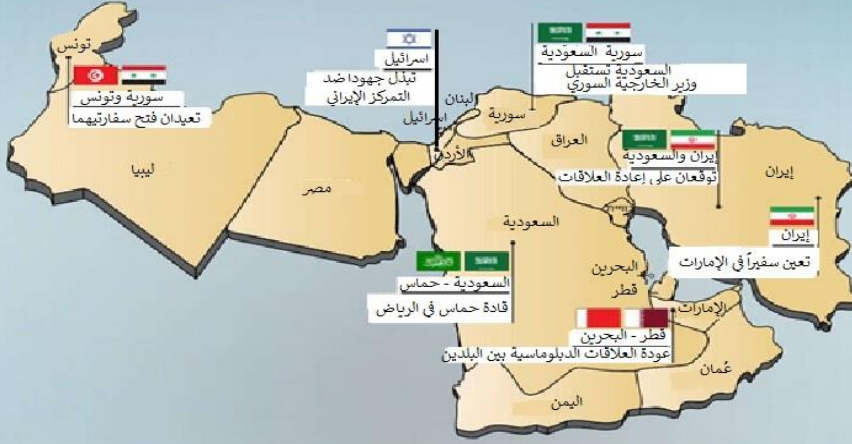 تونس
سورية وتونس
تعيدان فتح سفارتيهما
ليبيا
مصر
اسرائيل
تبذل جهودا ضد
التمركز الإيراني
لبنان
اسرائيل
الأردن
سورية السعودية
السعودية تستقبل
وزير الخارجية السوري
سورية
العراق
إيران والسعودية
توقعان على إعادة العلاقات
إيران
إيران
تعين سفيراً في الإمارات
السعودية
السعودية - حماس
قادة حماس في الرياض
البحرين
قطر
الإمارات
قطر - البحرين
عودة العلاقات الدبلوماسية بين البلدين
عُمان
اليمن